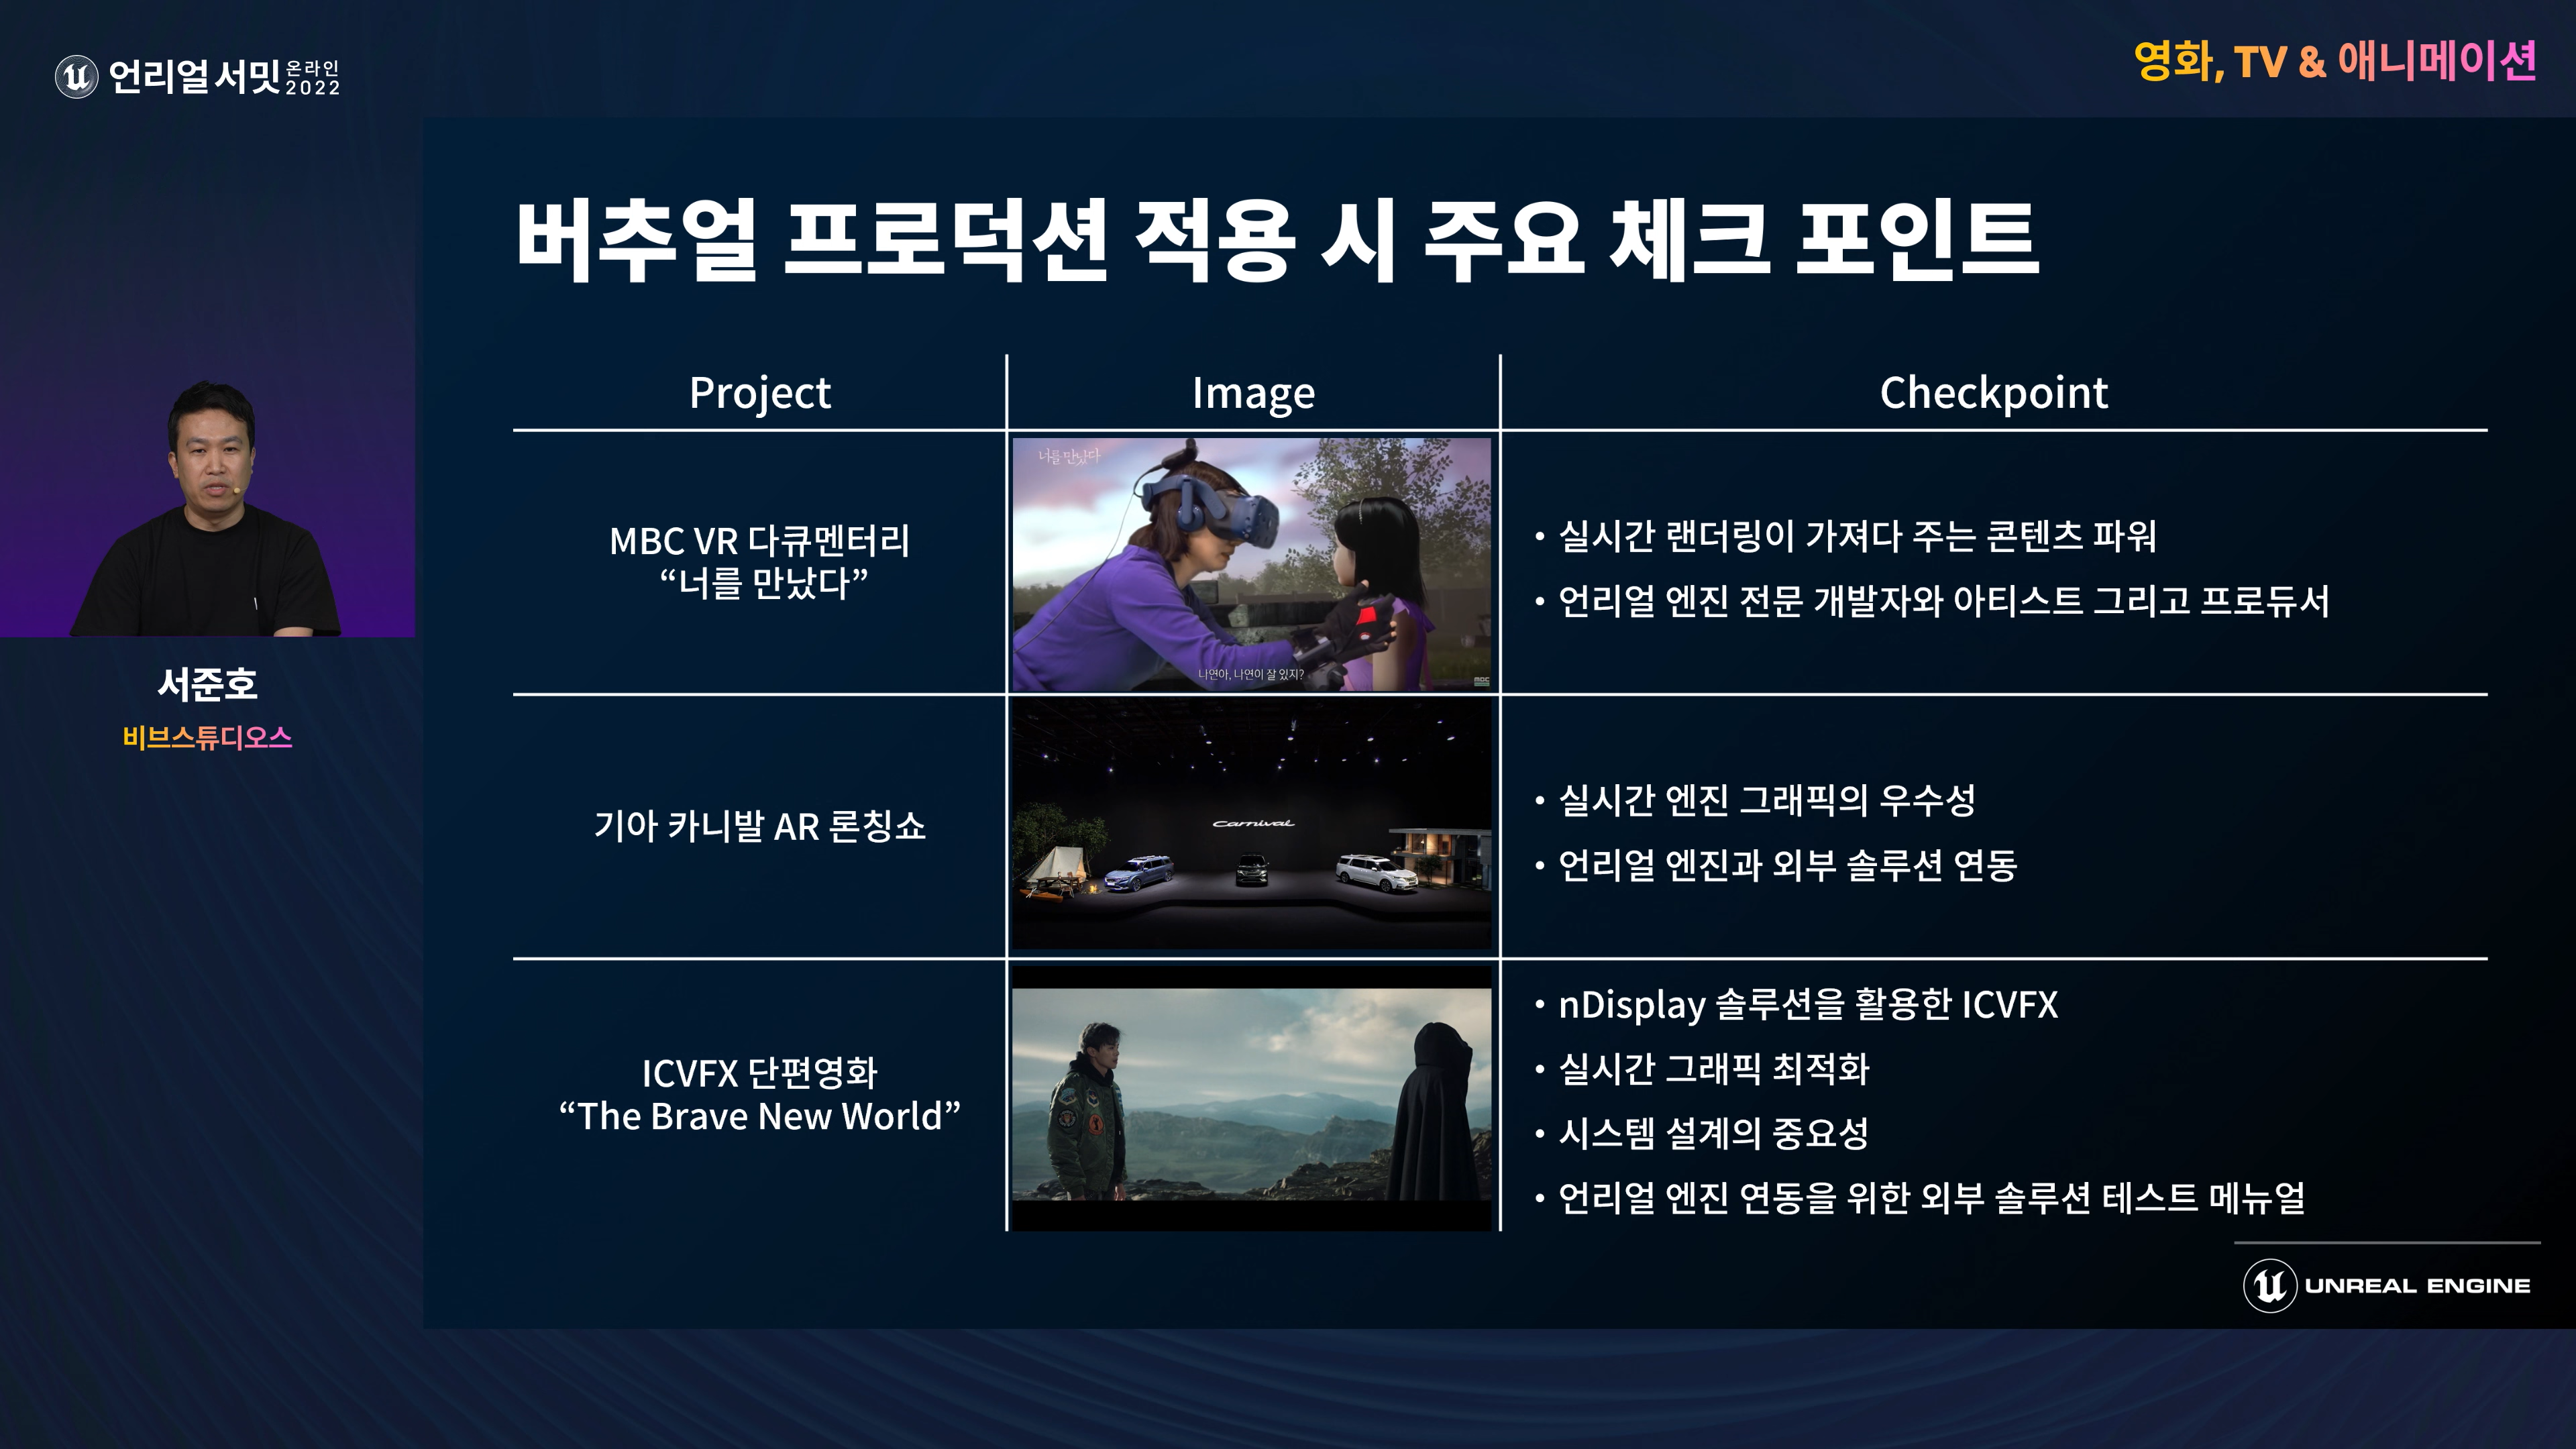 언리얼 서밋 온라인 2022
영화, TV & 애니메이션
버추얼 프로덕션 적용 시 주요 체크 포인트
Project
Image
Checkpoint
MBC VR 다큐멘터리
“너를 만났다”
너를 만났다
나연아, 나연이 잘 있지?
MBC
• 실시간 랜더링이 가져다 주는 콘텐츠 파워
• 언리얼 엔진 전문 개발자와 아티스트 그리고 프로듀서
서준호
비브스튜디오스
기아 카니발 AR 론칭쇼
Carnival
• 실시간 엔진 그래픽의 우수성
• 언리얼 엔진과 외부 솔루션 연동
ICVFX 단편영화
“The Brave New World”
• nDisplay 솔루션을 활용한 ICVFX
• 실시간 그래픽 최적화
• 시스템 설계의 중요성
• 언리얼 엔진 연동을 위한 외부 솔루션 테스트 메뉴얼
UNREAL ENGINE